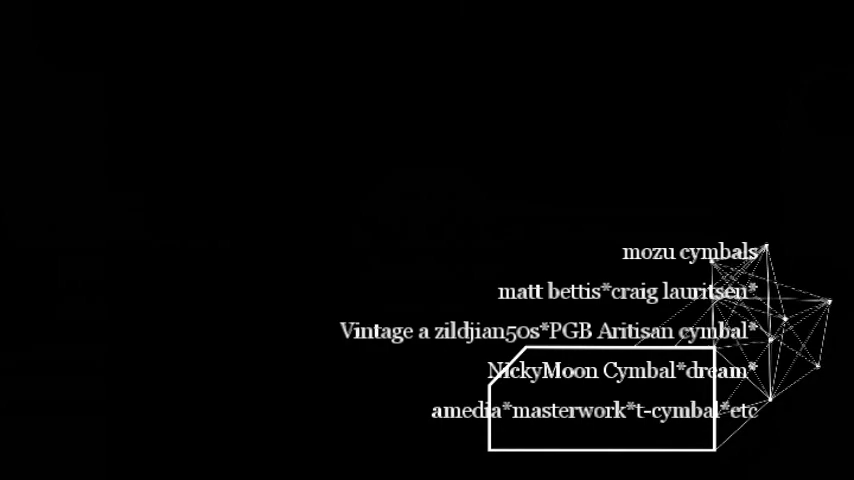 mozu cymbals
matt bettis*craig lauritsen*
Vintage a zildjian50s*PGB Aritisan cymbal*
NickyMoon Cymbal*dream*
amedia*masterwork*t-cymbal*etc